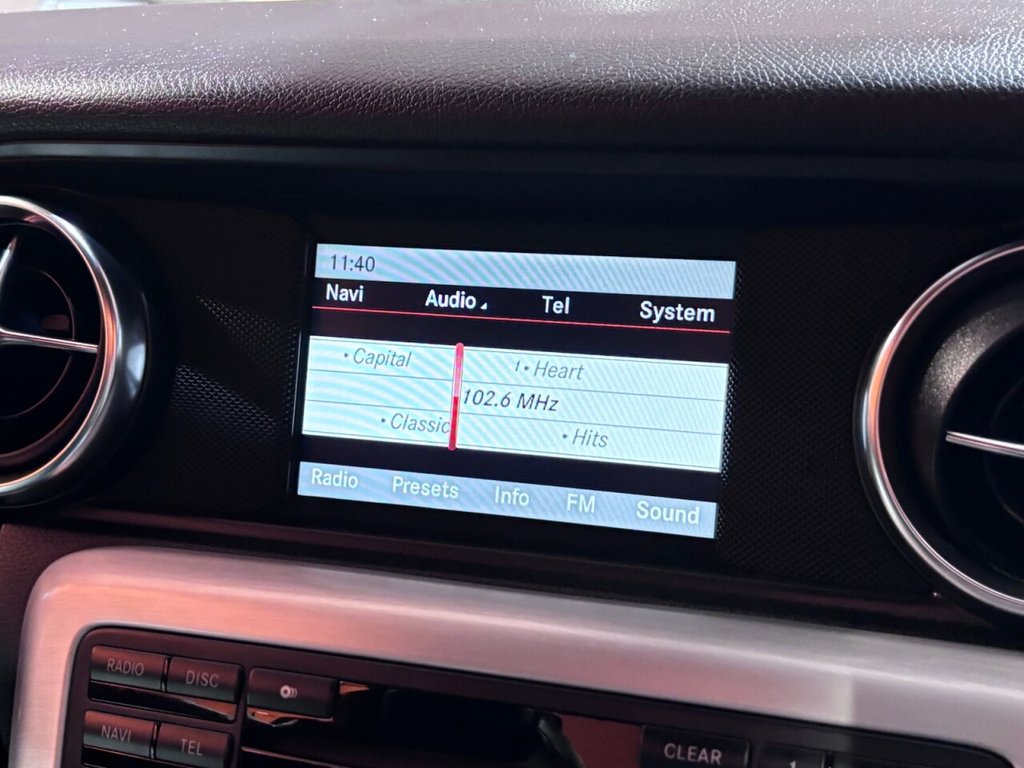 11:40
Navi Audio Tel System
• Capital 1• Heart
102.6 MHz
• Classic • Hits
Radio Presets Info FM Sound
RADIO DISC
NAVI TEL CLEAR 1